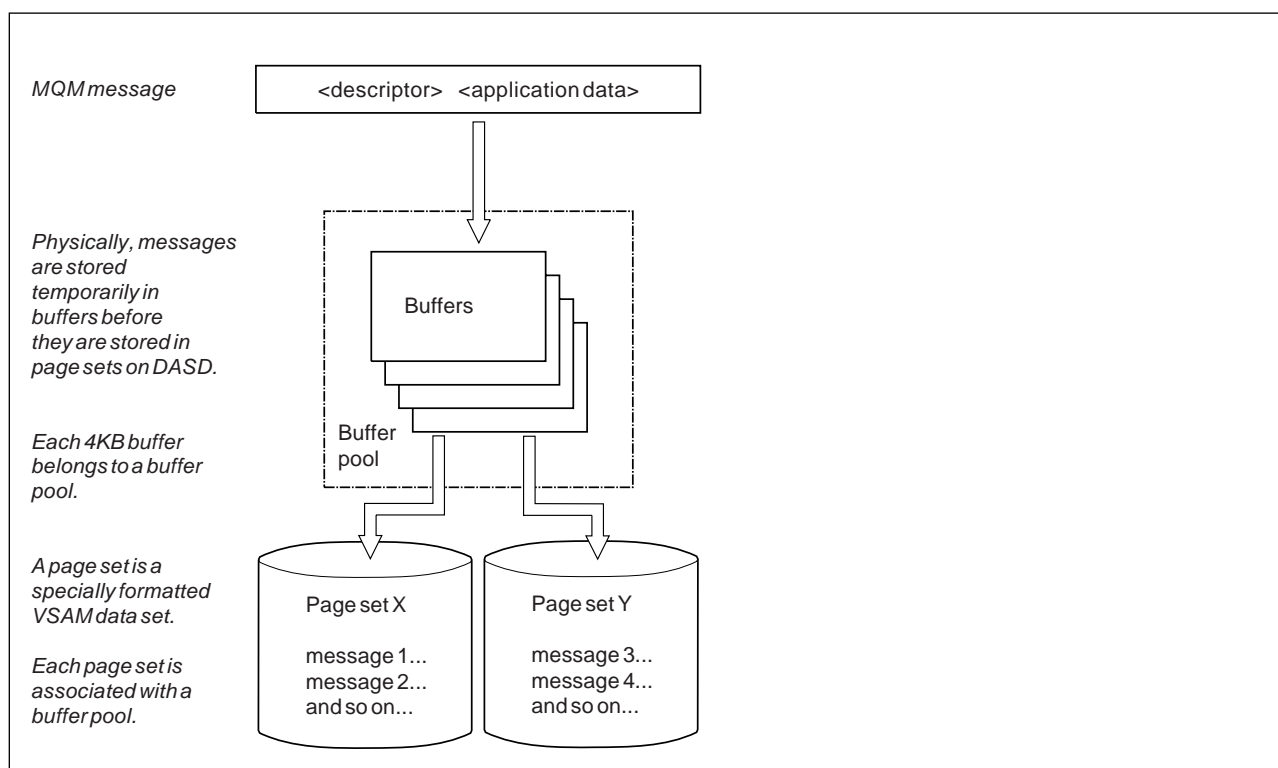 MQM message
<descriptor> <application data>
Physically, messages
are stored
temporarily in
buffers before
they are stored in
page sets on DASD.
Buffers
Buffer
pool
Each 4KB buffer
belongs to a buffer
pool.
A page set is a
specially formatted
VSAM data set.
Each page set is
associated with a
buffer pool.
Page set X
message 1...
message 2...
and so on...
Page set Y
message 3...
message 4...
and so on...